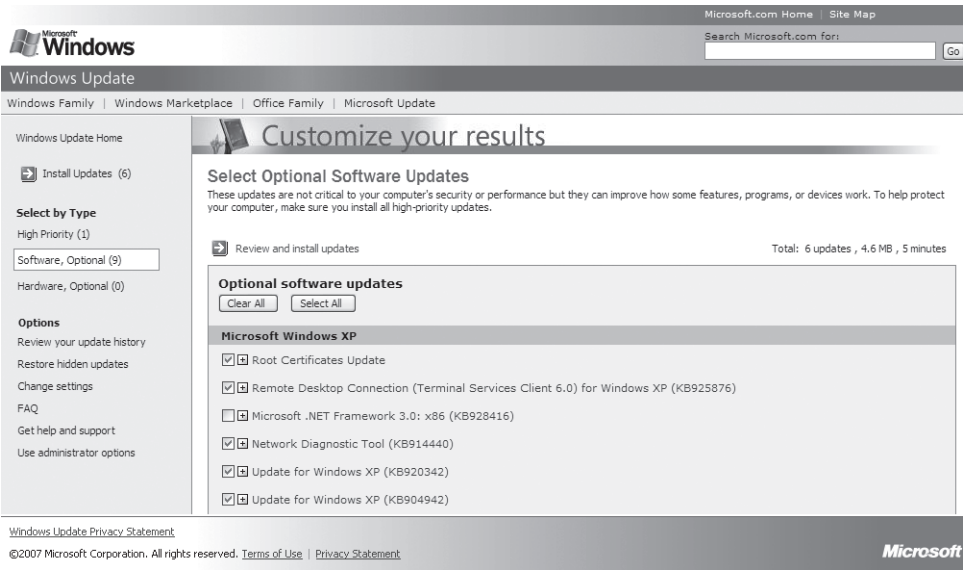 Microsoft.com Home | Site Map
Microsoft
Windows
Search Microsoft.com for:
Go
Windows Update
Windows Family | Windows Marketplace | Office Family | Microsoft Update
Windows Update Home
Install Updates (6)
Select by Type
High Priority (1)
Software, Optional (9)
Hardware, Optional (0)
Options
Review your update history
Restore hidden updates
Change settings
FAQ
Get help and support
Use administrator options
Customize your results
Select Optional Software Updates
These updates are not critical to your computer's security or performance but they can improve how some features, programs, or devices work. To help protect
your computer, make sure you install all high-priority updates.
Review and install updates
Total: 6 updates , 4.6 MB , 5 minutes
Optional software updates
Clear All Select All
Microsoft Windows XP
Root Certificates Update
Remote Desktop Connection (Terminal Services Client 6.0) for Windows XP (KB925876)
Microsoft .NET Framework 3.0: x86 (KB928416)
Network Diagnostic Tool (KB914440)
Update for Windows XP (KB920342)
Update for Windows XP (KB904942)
Windows Update Privacy Statement
©2007 Microsoft Corporation. All rights reserved. Terms of Use | Privacy Statement
Microsoft